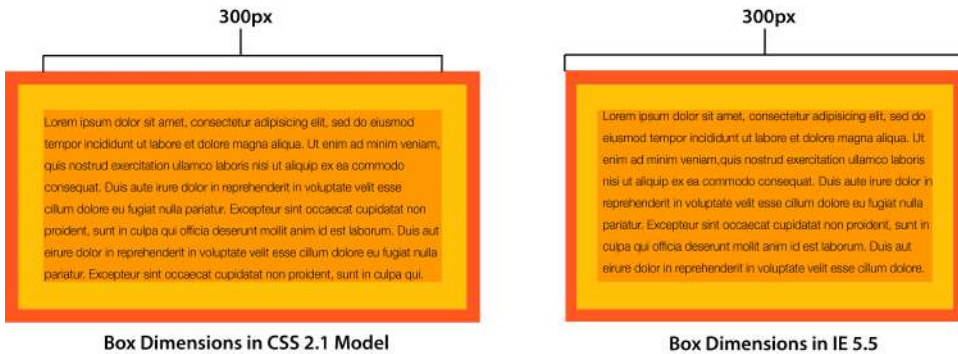 300px
Lorem ipsum dolor sit amet, consectetur adipisicing elit, sed do eiusmod
tempor incididunt ut labore et dolore magna aliqua. Ut enim ad minim veniam,
quis nostrud exercitation ullamco laboris nisi ut aliquip ex ea commodo
consequat. Duis aute irure dolor in reprehenderit in voluptate velit esse
cillum dolore eu fugiat nulla pariatur. Excepteur sint occaecat cupidatat non
proident, sunt in culpa qui officia deserunt mollit anim id est laborum. Duis aut
eirure dolor in reprehenderit in voluptate velit esse cillum dolore eu fugiat nulla
pariatur. Excepteur sint occaecat cupidatat non proident, sunt in culpa qui.
Box Dimensions in CSS 2.1 Model
300px
Lorem ipsum dolor sit amet, consectetur adipisicing elit, sed do
eiusmod tempor incididunt ut labore et dolore magna aliqua. Ut
enim ad minim veniam,quis nostrud exercitation ullamco laboris
nisi ut aliquip ex ea commodo consequat. Duis aute irure dolor in
reprehenderit in voluptate velit esse cillum dolore eu fugiat nulla
pariatur. Excepteur sint occaecat cupidatat non proident, sunt in
culpa qui officia deserunt mollit anim id est laborum. Duis aut
eirure dolor in reprehenderit in voluptate velit esse cillum dolore.
Box Dimensions in IE 5.5